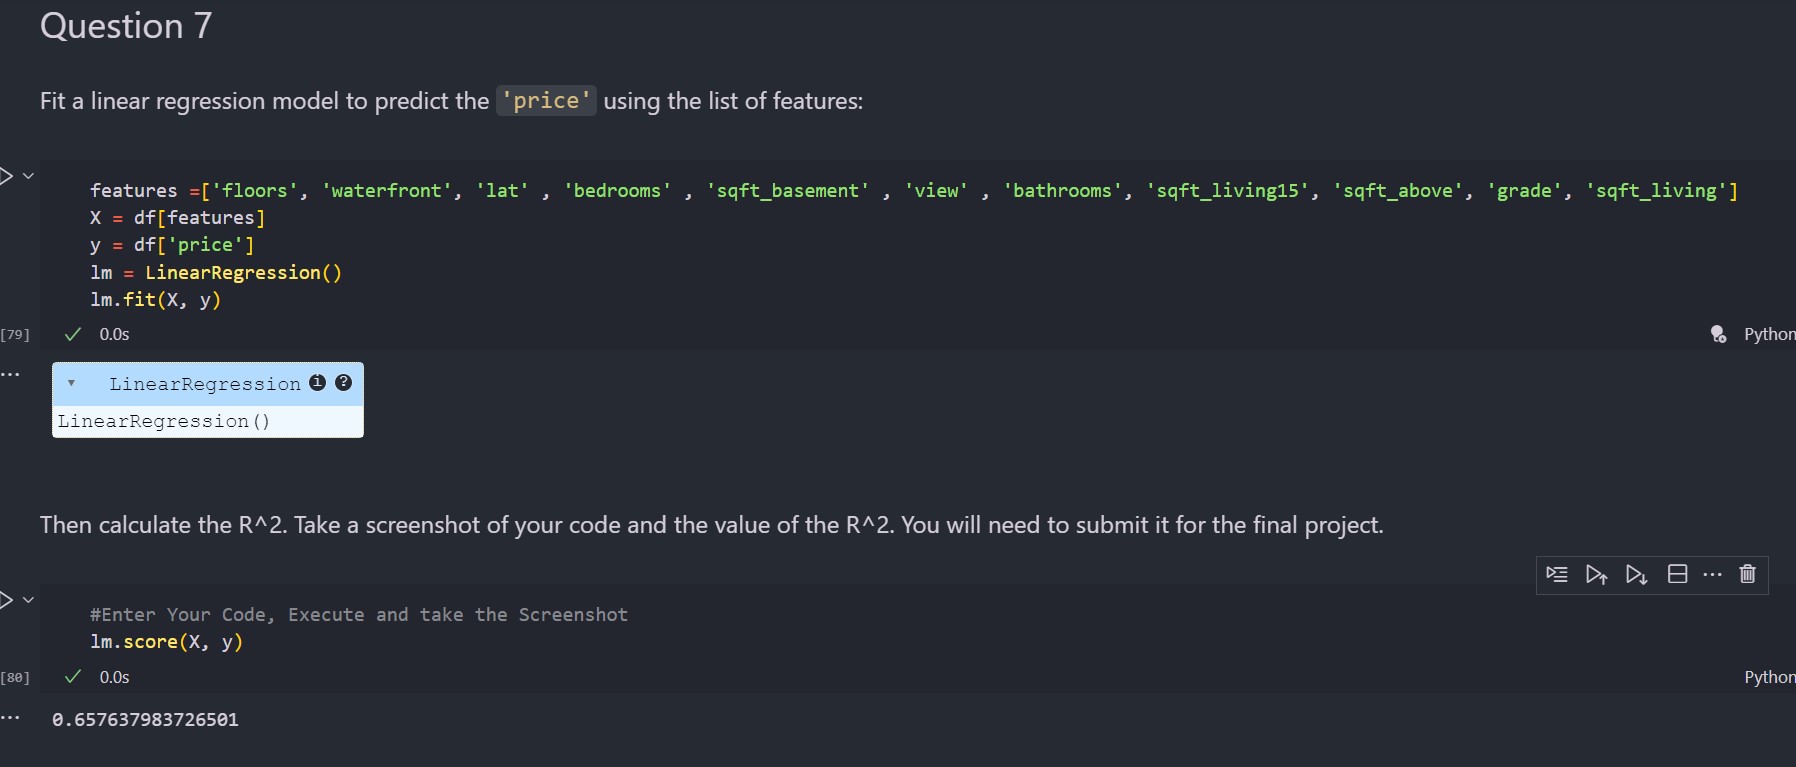 Question 7
Fit a linear regression model to predict the 'price' using the list of features:
features =['floors', 'waterfront', 'lat' , 'bedrooms' , 'sqft_basement' , 'view' , 'bathrooms', 'sqft_living15', 'sqft_above', 'grade', 'sqft_living']
X = df[features]
y = df['price']
lm = LinearRegression()
lm.fit(X, y)
[79] ✓ 0.0s Python
... ▾ LinearRegression i ?
LinearRegression()
Then calculate the R^2. Take a screenshot of your code and the value of the R^2. You will need to submit it for the final project.
#Enter Your Code, Execute and take the Screenshot
lm.score(X, y)
[80] ✓ 0.0s Python
... 0.657637983726501